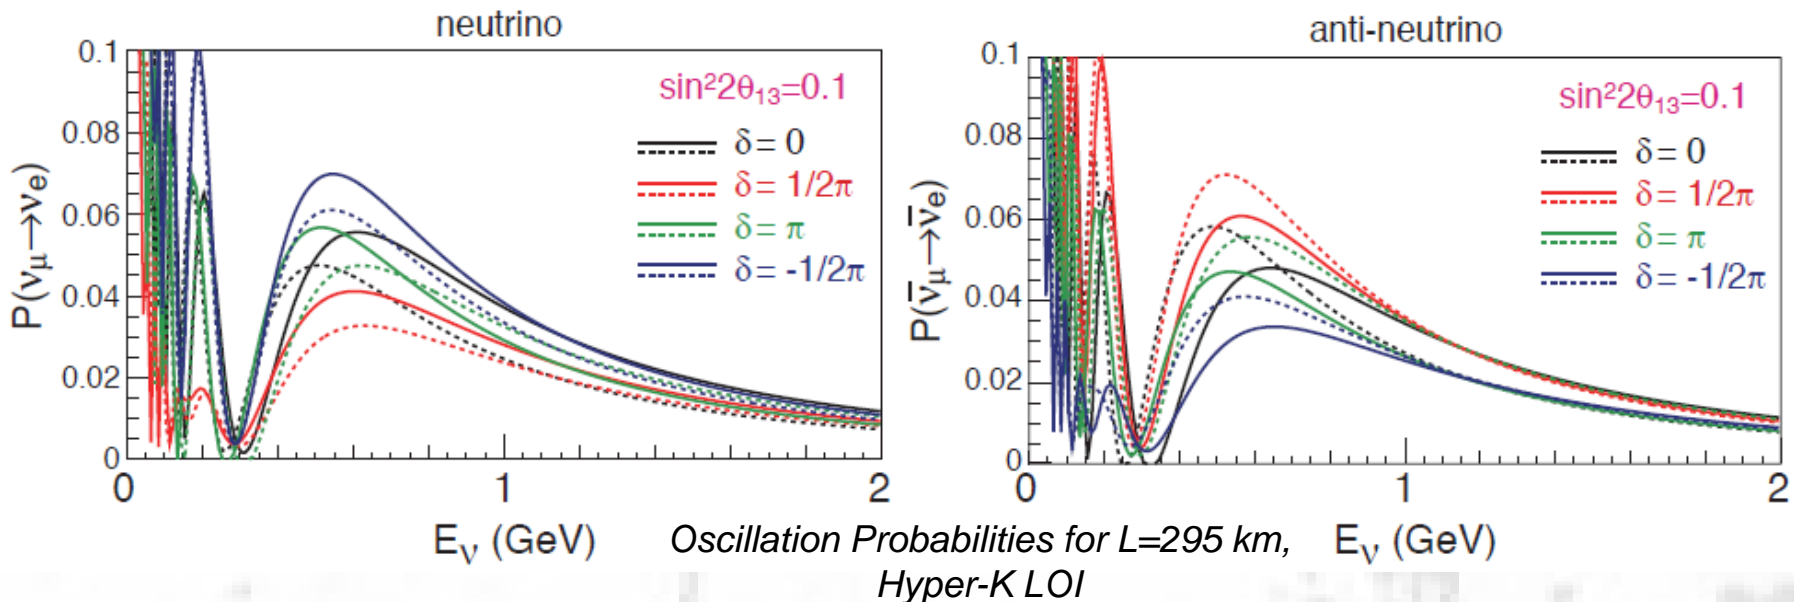 neutrino
0.1
0.08
0.06
0.04
0.02
0
P(νμ→νe)
sin²2θ₁₃=0.1
δ = 0
δ = 1/2π
δ = π
δ = -1/2π
0 1 2
Eν (GeV)
anti-neutrino
0.1
0.08
0.06
0.04
0.02
0
P(ν̄μ→ν̄e)
sin²2θ₁₃=0.1
δ = 0
δ = 1/2π
δ = π
δ = -1/2π
0 1 2
Eν (GeV)
Oscillation Probabilities for L=295 km,
Hyper-K LOI